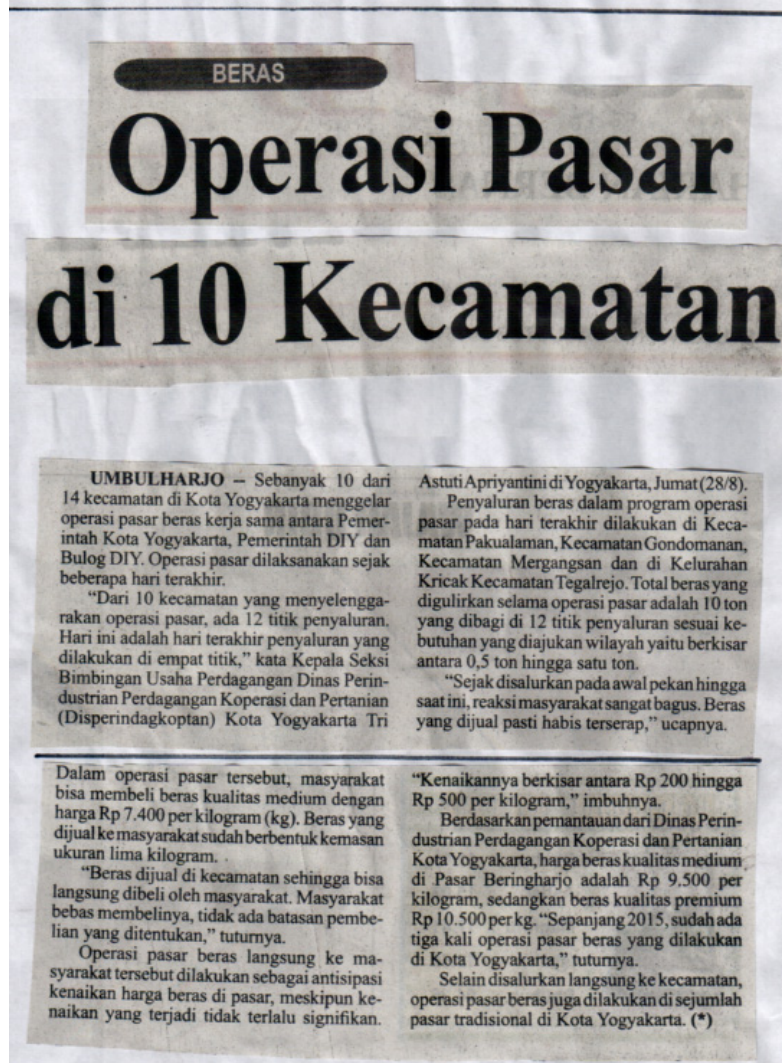 BERAS
Operasi Pasar
di 10 Kecamatan
UMBULHARJO – Sebanyak 10 dari
14 kecamatan di Kota Yogyakarta menggelar
operasi pasar beras kerja sama antara Pemer-
intah Kota Yogyakarta, Pemerintah DIY dan
Bulog DIY. Operasi pasar dilaksanakan sejak
beberapa hari terakhir.
“Dari 10 kecamatan yang menyelengga-
rakan operasi pasar, ada 12 titik penyaluran.
Hari ini adalah hari terakhir penyaluran yang
dilakukan di empat titik,” kata Kepala Seksi
Bimbingan Usaha Perdagangan Dinas Perin-
dustrian Perdagangan Koperasi dan Pertanian
(Disperindagkoptan) Kota Yogyakarta Tri
Astuti Apriyantini di Yogyakarta, Jumat (28/8).
Penyaluran beras dalam program operasi
pasar pada hari terakhir dilakukan di Keca-
matan Pakualaman, Kecamatan Gondomanan,
Kecamatan Mergangsan dan di Kelurahan
Kricak Kecamatan Tegalrejo. Total beras yang
digulirkan selama operasi pasar adalah 10 ton
yang dibagi di 12 titik penyaluran sesuai ke-
butuhan yang diajukan wilayah yaitu berkisar
antara 0,5 ton hingga satu ton.
“Sejak disalurkan pada awal pekan hingga
saat ini, reaksi masyarakat sangat bagus. Beras
yang dijual pasti habis terserap,” ucapnya.
Dalam operasi pasar tersebut, masyarakat
bisa membeli beras kualitas medium dengan
harga Rp 7.400 per kilogram (kg). Beras yang
dijual ke masyarakat sudah berbentuk kemasan
ukuran lima kilogram.
“Beras dijual di kecamatan sehingga bisa
langsung dibeli oleh masyarakat. Masyarakat
bebas membelinya, tidak ada batasan pembe-
lian yang ditentukan,” tuturnya.
Operasi pasar beras langsung ke ma-
syarakat tersebut dilakukan sebagai antisipasi
kenaikan harga beras di pasar, meskipun ke-
naikan yang terjadi tidak terlalu signifikan.
“Kenaikannya berkisar antara Rp 200 hingga
Rp 500 per kilogram,” imbuhnya.
Berdasarkan pemantauan dari Dinas Perin-
dustrian Perdagangan Koperasi dan Pertanian
Kota Yogyakarta, harga beras kualitas medium
di Pasar Beringharjo adalah Rp 9.500 per
kilogram, sedangkan beras kualitas premium
Rp 10.500 per kg. “Sepanjang 2015, sudah ada
tiga kali operasi pasar beras yang dilakukan
di Kota Yogyakarta,” tuturnya.
Selain disalurkan langsung ke kecamatan,
operasi pasar beras juga dilakukan di sejumlah
pasar tradisional di Kota Yogyakarta. (*)